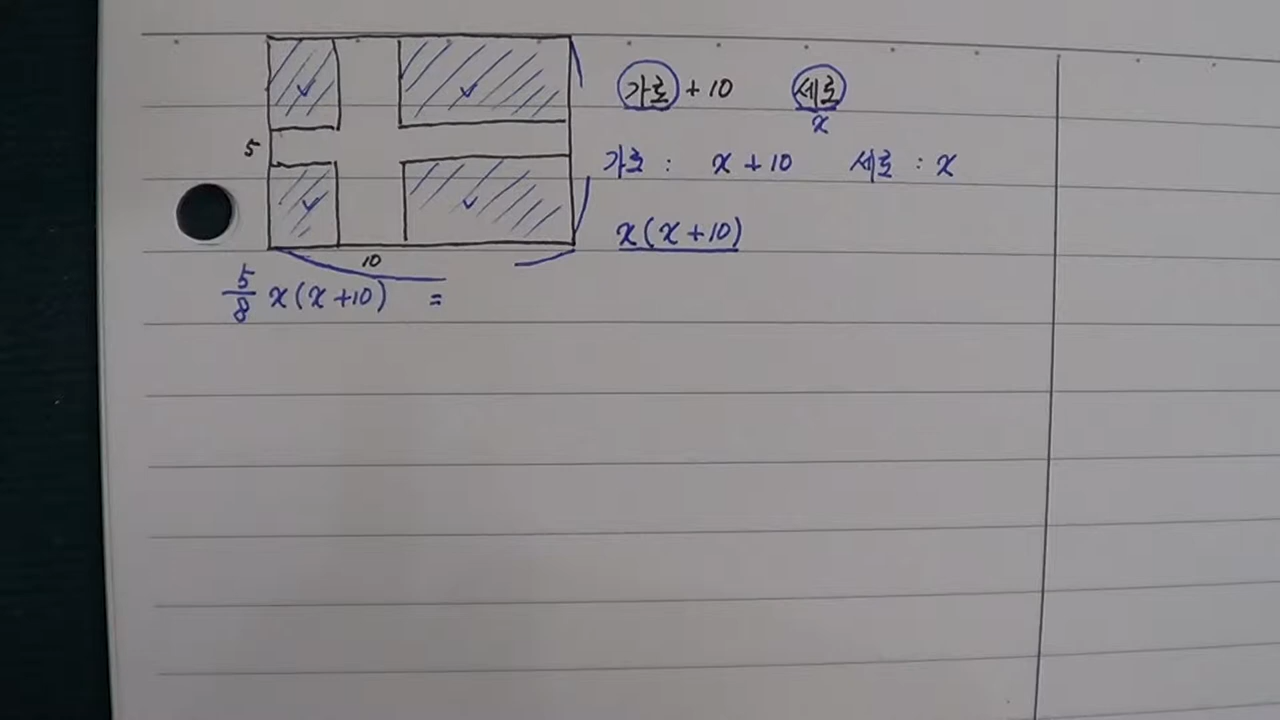 가로 + 10 세로
x
5
가로 : x + 10 세로 : x
x(x+10)
10
5/8 x(x+10) =